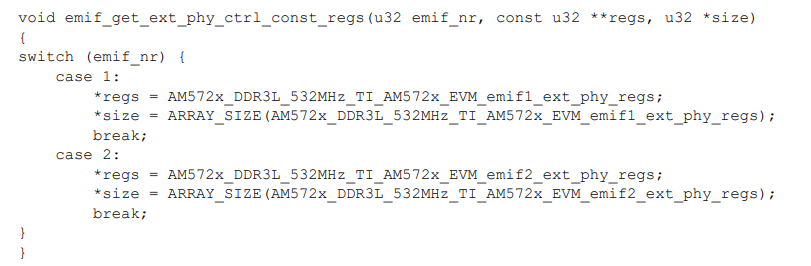 void emif_get_ext_phy_ctrl_const_regs(u32 emif_nr, const u32 **regs, u32 *size)
{
switch (emif_nr) {
    case 1:
        *regs = AM572x_DDR3L_532MHz_TI_AM572x_EVM_emif1_ext_phy_regs;
        *size = ARRAY_SIZE(AM572x_DDR3L_532MHz_TI_AM572x_EVM_emif1_ext_phy_regs);
        break;
    case 2:
        *regs = AM572x_DDR3L_532MHz_TI_AM572x_EVM_emif2_ext_phy_regs;
        *size = ARRAY_SIZE(AM572x_DDR3L_532MHz_TI_AM572x_EVM_emif2_ext_phy_regs);
        break;
}
}